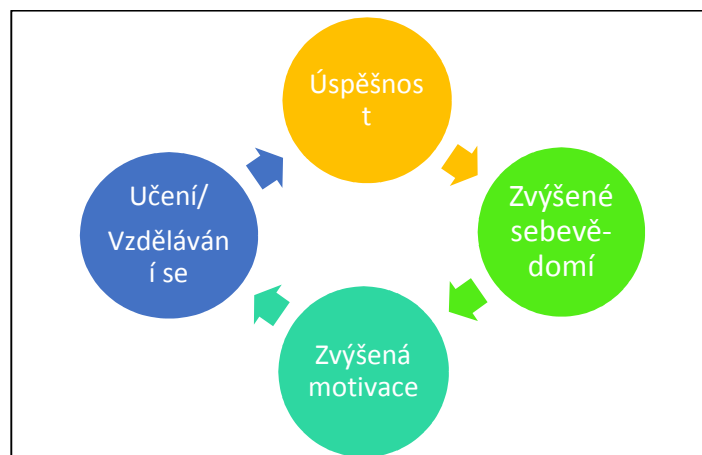 Úspěšnos
t
Zvýšené
sebevě-
domí
Zvýšená
motivace
Učení/
Vzděláván
í se